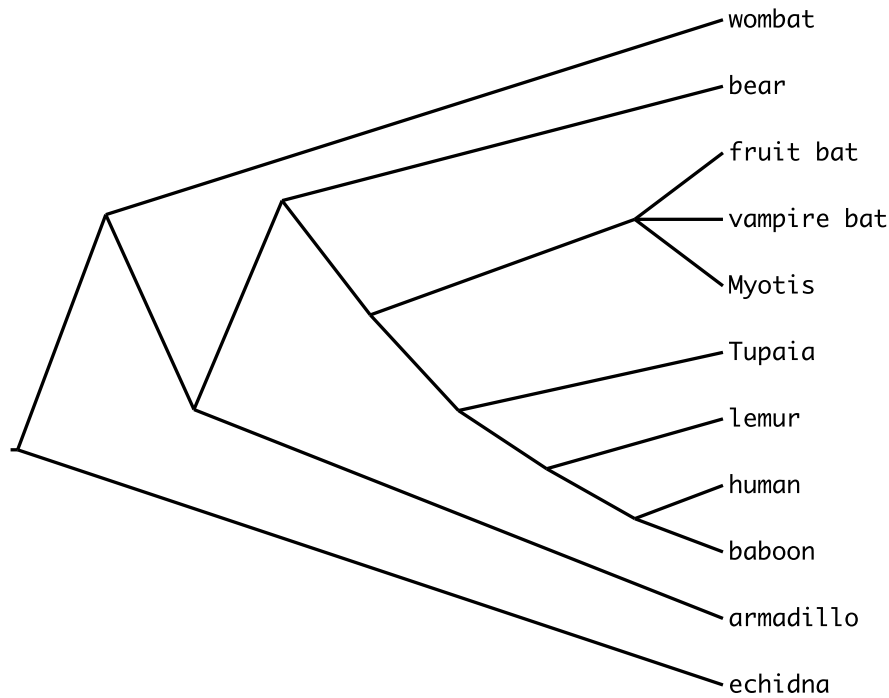 wombat
bear
fruit bat
vampire bat
Myotis
Tupaia
lemur
human
baboon
armadillo
echidna